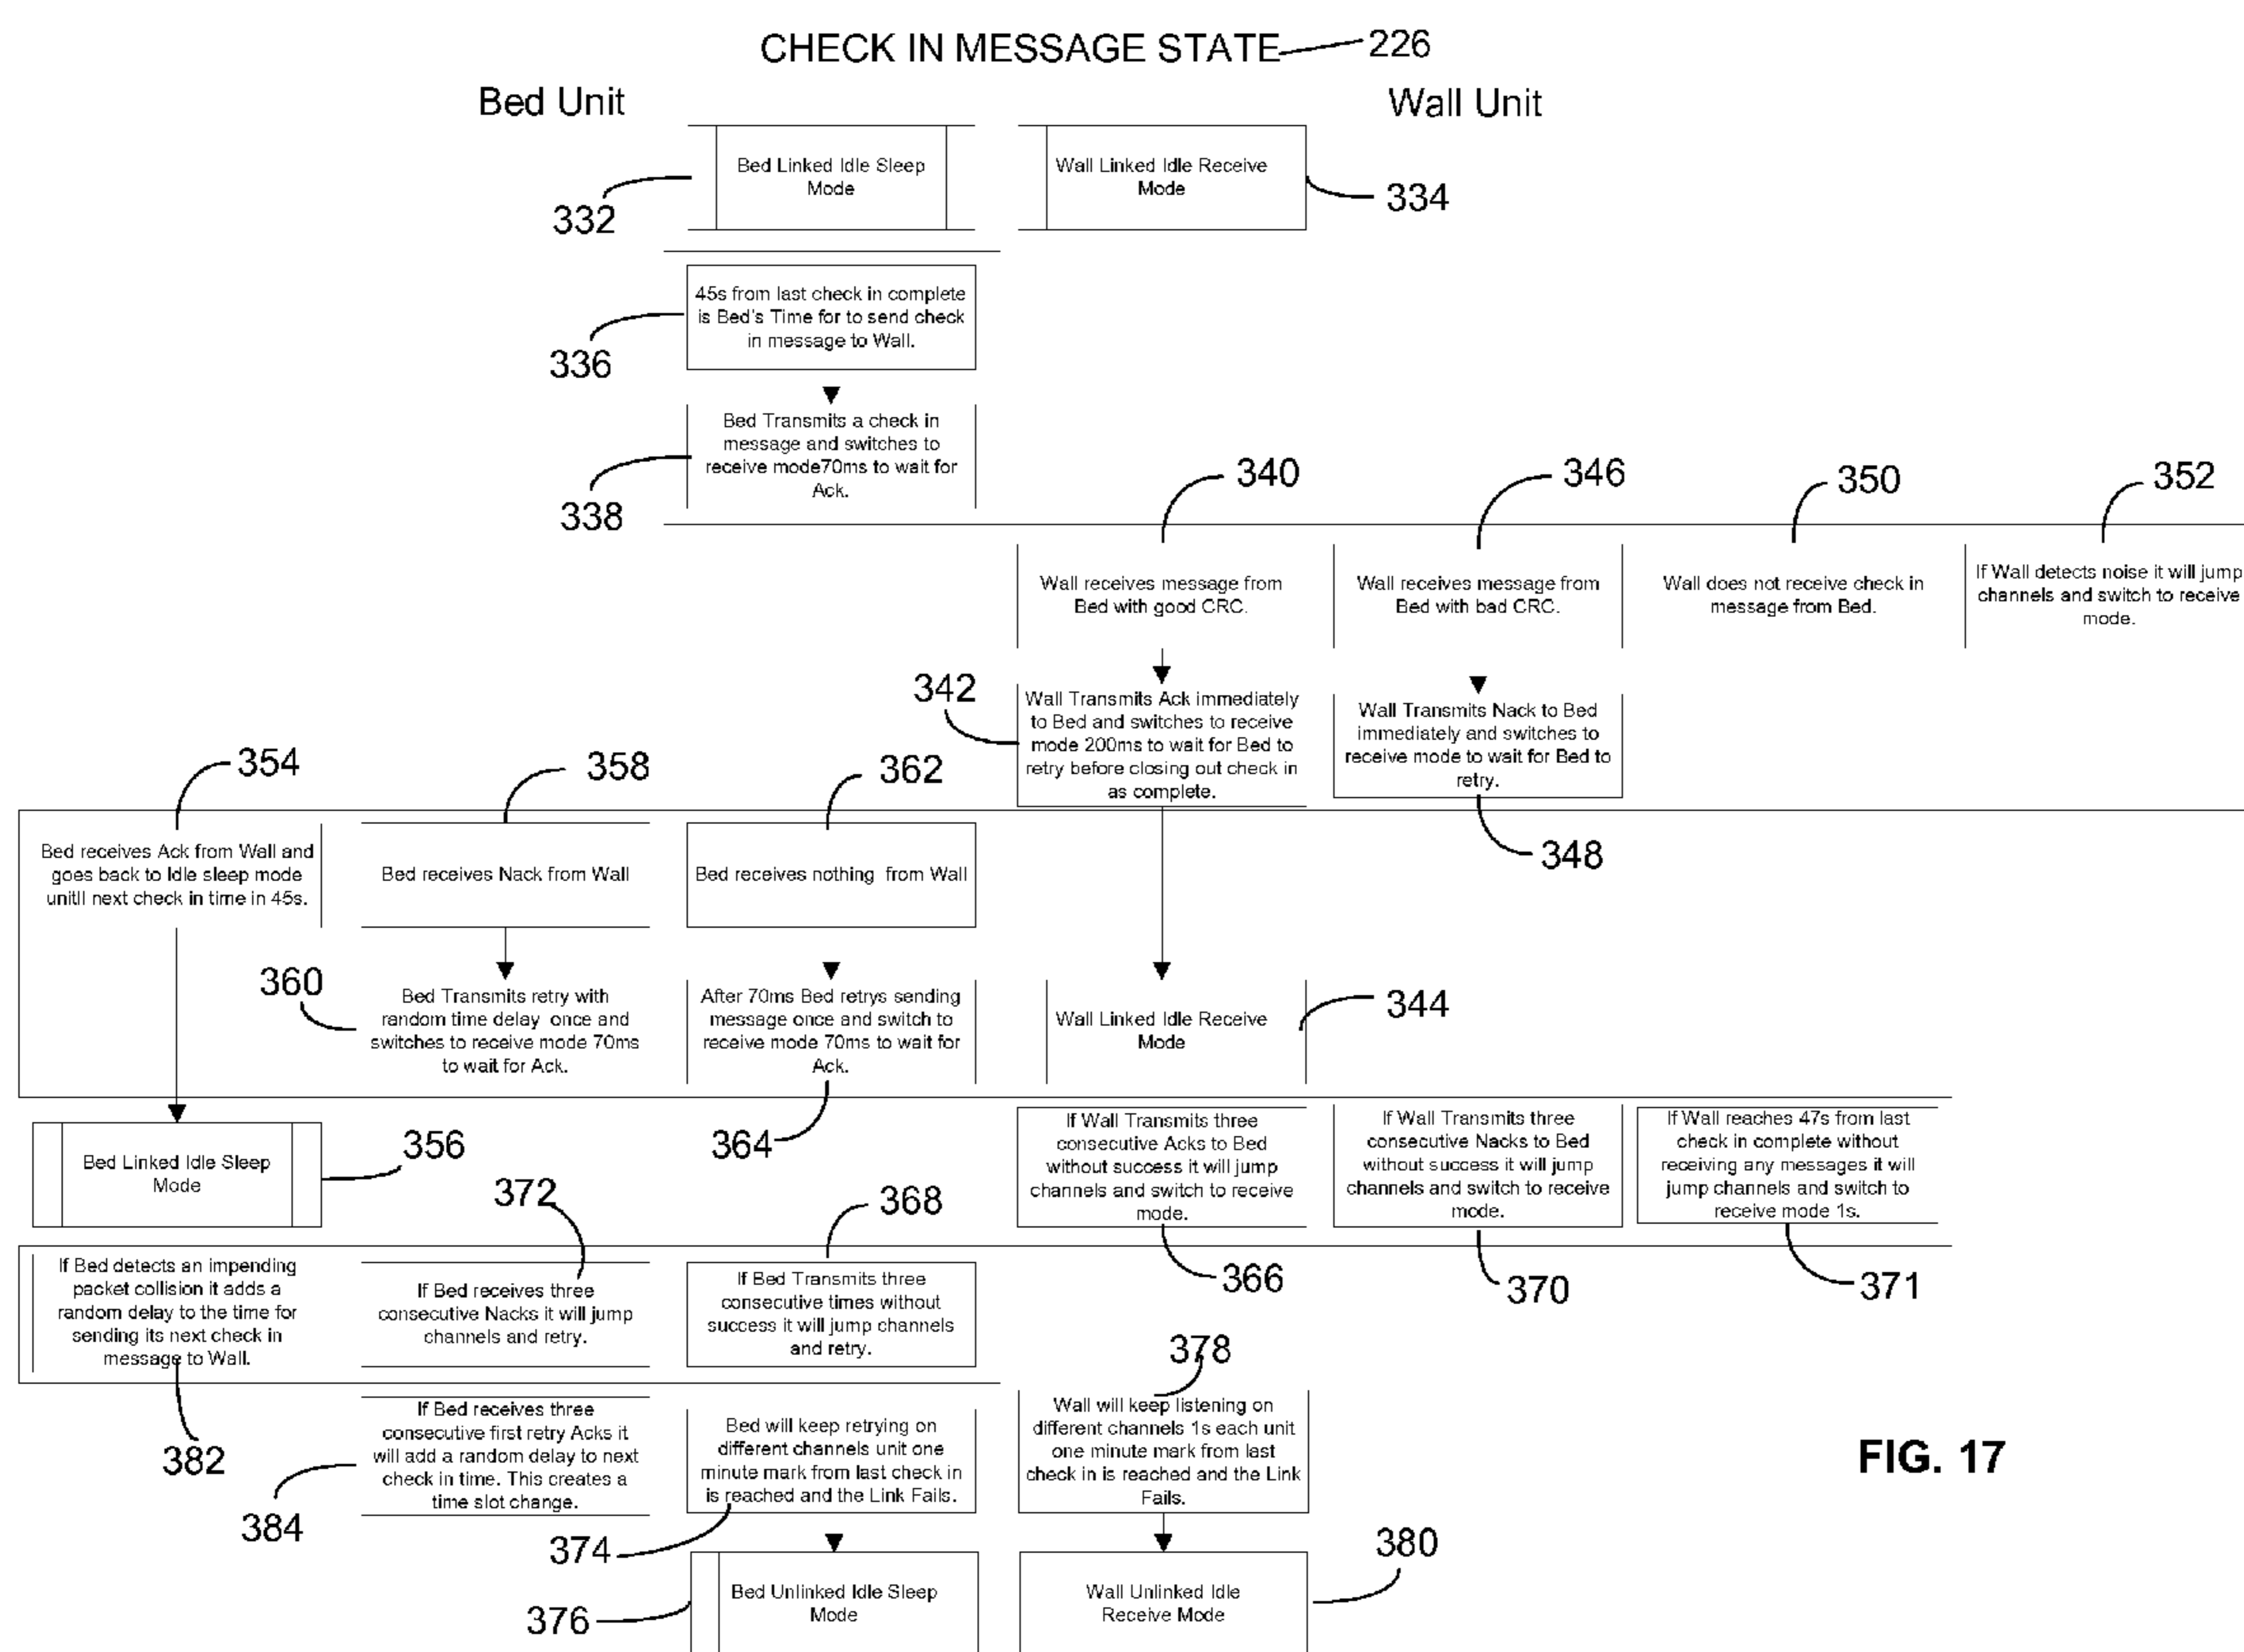 CHECK IN MESSAGE STATE 226
Bed Unit
Wall Unit
Bed Linked Idle Sleep
Mode
332
Wall Linked Idle Receive
Mode
334
45s from last check in complete
is Bed's Time for to send check
in message to Wall.
336
Bed Transmits a check in
message and switches to
receive mode70ms to wait for
Ack.
338
340
346
350
352
Wall receives message from
Bed with good CRC.
Wall receives message from
Bed with bad CRC.
Wall does not receive check in
message from Bed.
If Wall detects noise it will jump
channels and switch to receive
mode.
342
Wall Transmits Ack immediately
to Bed and switches to receive
mode 200ms to wait for Bed to
retry before closing out check in
as complete.
Wall Transmits Nack to Bed
immediately and switches to
receive mode to wait for Bed to
retry.
348
354
358
362
Bed receives Ack from Wall and
goes back to Idle sleep mode
unitll next check in time in 45s.
Bed receives Nack from Wall
Bed receives nothing from Wall
360
Bed Transmits retry with
random time delay once and
switches to receive mode 70ms
to wait for Ack.
After 70ms Bed retrys sending
message once and switch to
receive mode 70ms to wait for
Ack.
364
Wall Linked Idle Receive
Mode
344
Bed Linked Idle Sleep
Mode
356
If Wall Transmits three
consecutive Acks to Bed
without success it will jump
channels and switch to receive
mode.
366
If Wall Transmits three
consecutive Nacks to Bed
without success it will jump
channels and switch to receive
mode.
370
If Wall reaches 47s from last
check in complete without
receiving any messages it will
jump channels and switch to
receive mode 1s.
371
372
368
If Bed detects an impending
packet collision it adds a
random delay to the time for
sending its next check in
message to Wall.
382
If Bed receives three
consecutive Nacks it will jump
channels and retry.
If Bed Transmits three
consecutive times without
success it will jump channels
and retry.
378
If Bed receives three
consecutive first retry Acks it
will add a random delay to next
check in time. This creates a
time slot change.
384
Bed will keep retrying on
different channels unit one
minute mark from last check in
is reached and the Link Fails.
374
Wall will keep listening on
different channels 1s each unit
one minute mark from last
check in is reached and the Link
Fails.
FIG. 17
Bed Unlinked Idle Sleep
Mode
376
Wall Unlinked Idle
Receive Mode
380